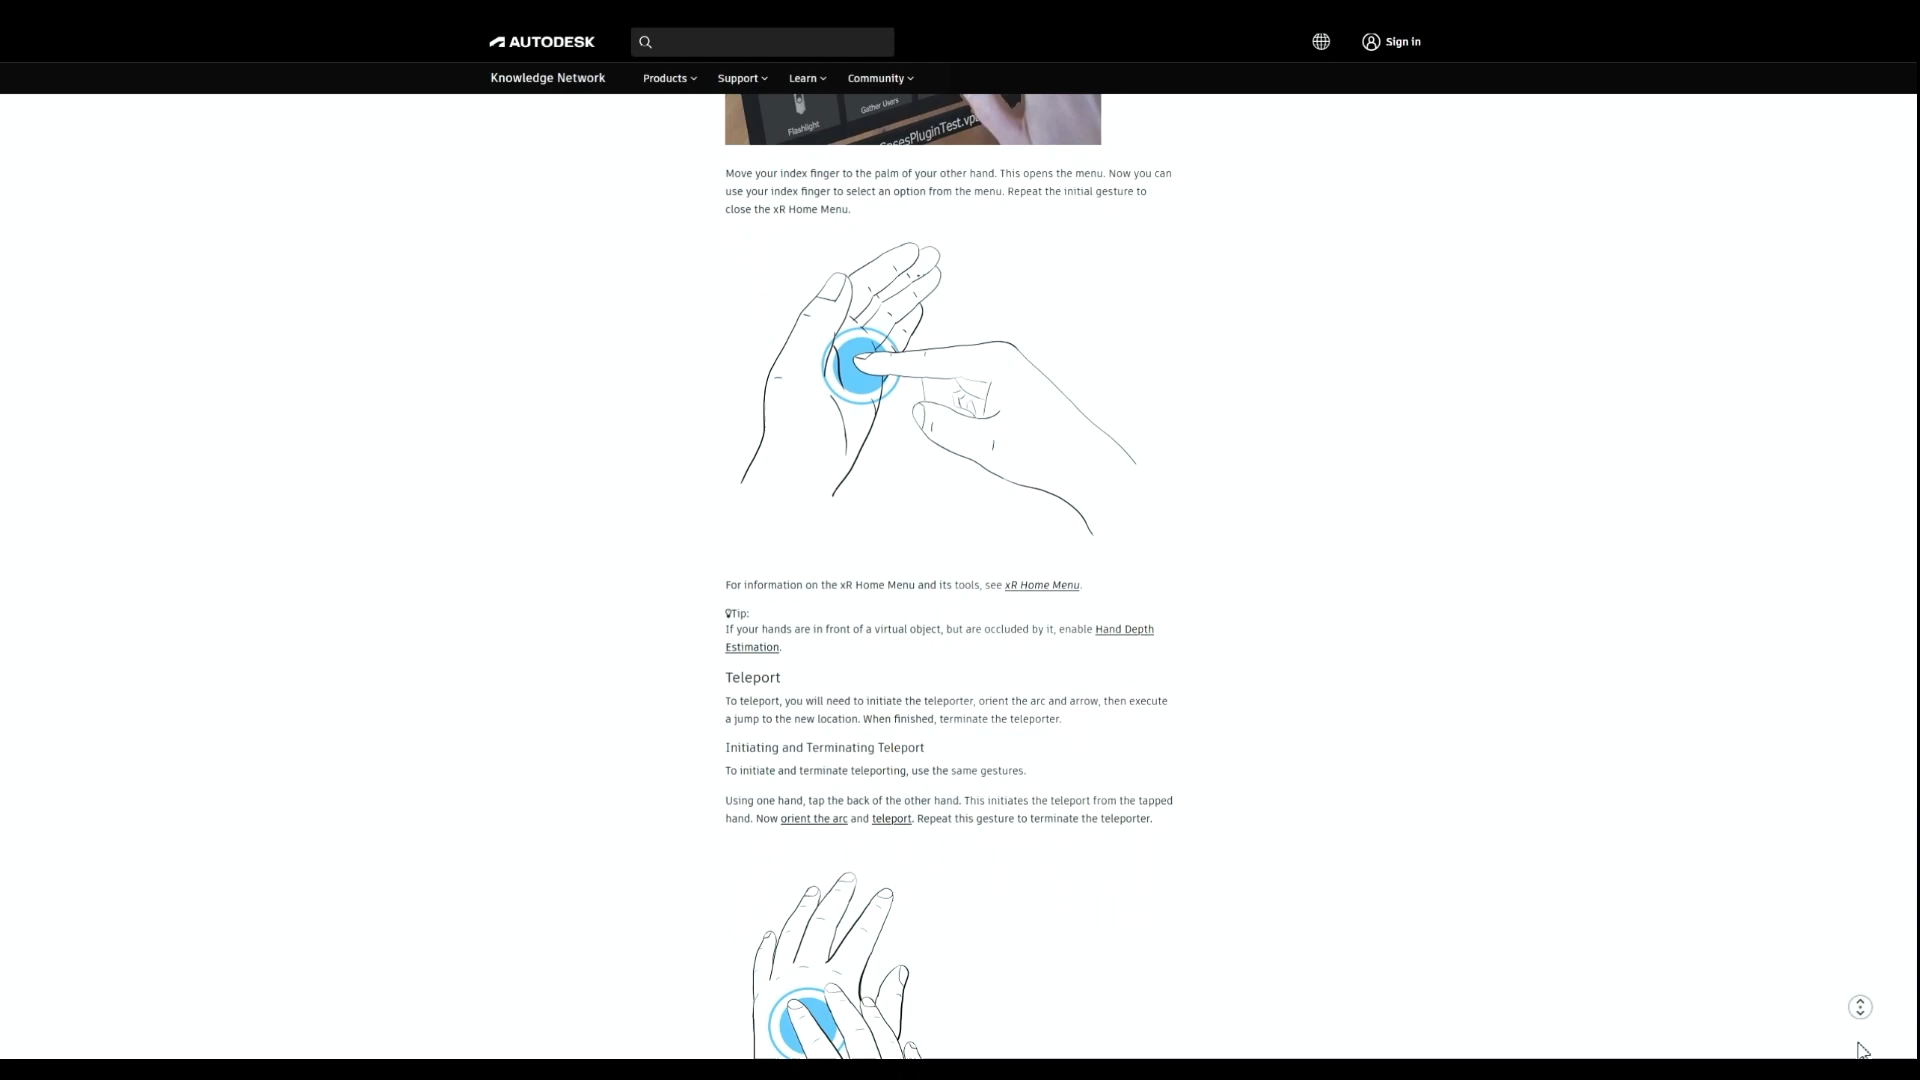 AUTODESK
Sign in
Knowledge Network
Products
Support
Learn
Community
Flashlight
Gather Users
Move your index finger to the palm of your other hand. This opens the menu. Now you can
use your index finger to select an option from the menu. Repeat the initial gesture to
close the xR Home Menu.
For information on the xR Home Menu and its tools, see xR Home Menu.
Tip:
If your hands are in front of a virtual object, but are occluded by it, enable Hand Depth
Estimation.
Teleport
To teleport, you will need to initiate the teleporter, orient the arc and arrow, then execute
a jump to the new location. When finished, terminate the teleporter.
Initiating and Terminating Teleport
To initiate and terminate teleporting, use the same gestures.
Using one hand, tap the back of the other hand. This initiates the teleport from the tapped
hand. Now orient the arc and teleport. Repeat this gesture to terminate the teleporter.